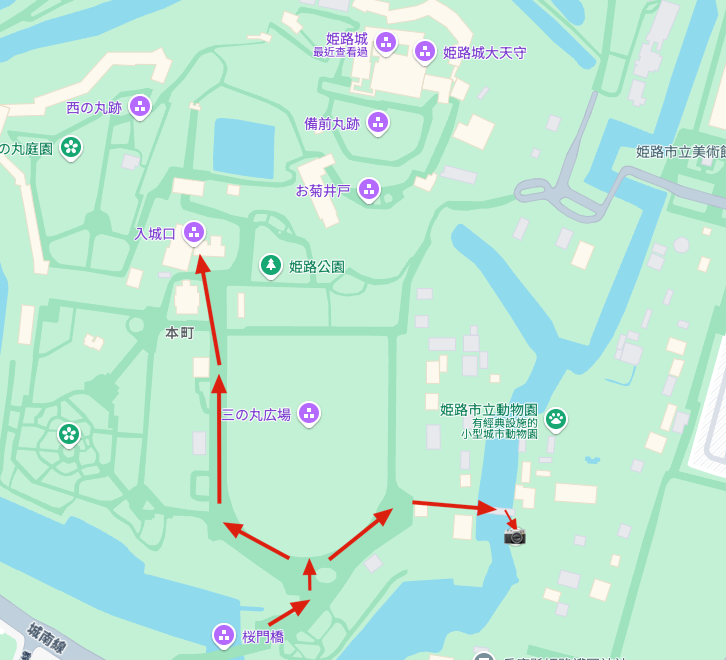 姫路城
最近查看過
姫路城大天守
西の丸跡
備前丸跡
の丸庭園
姫路市立美術館
お菊井戸
入城口
姫路公園
本町
三の丸広場
姫路市立動物園
有經典設施的
小型城市動物園
桜門橋
城南線